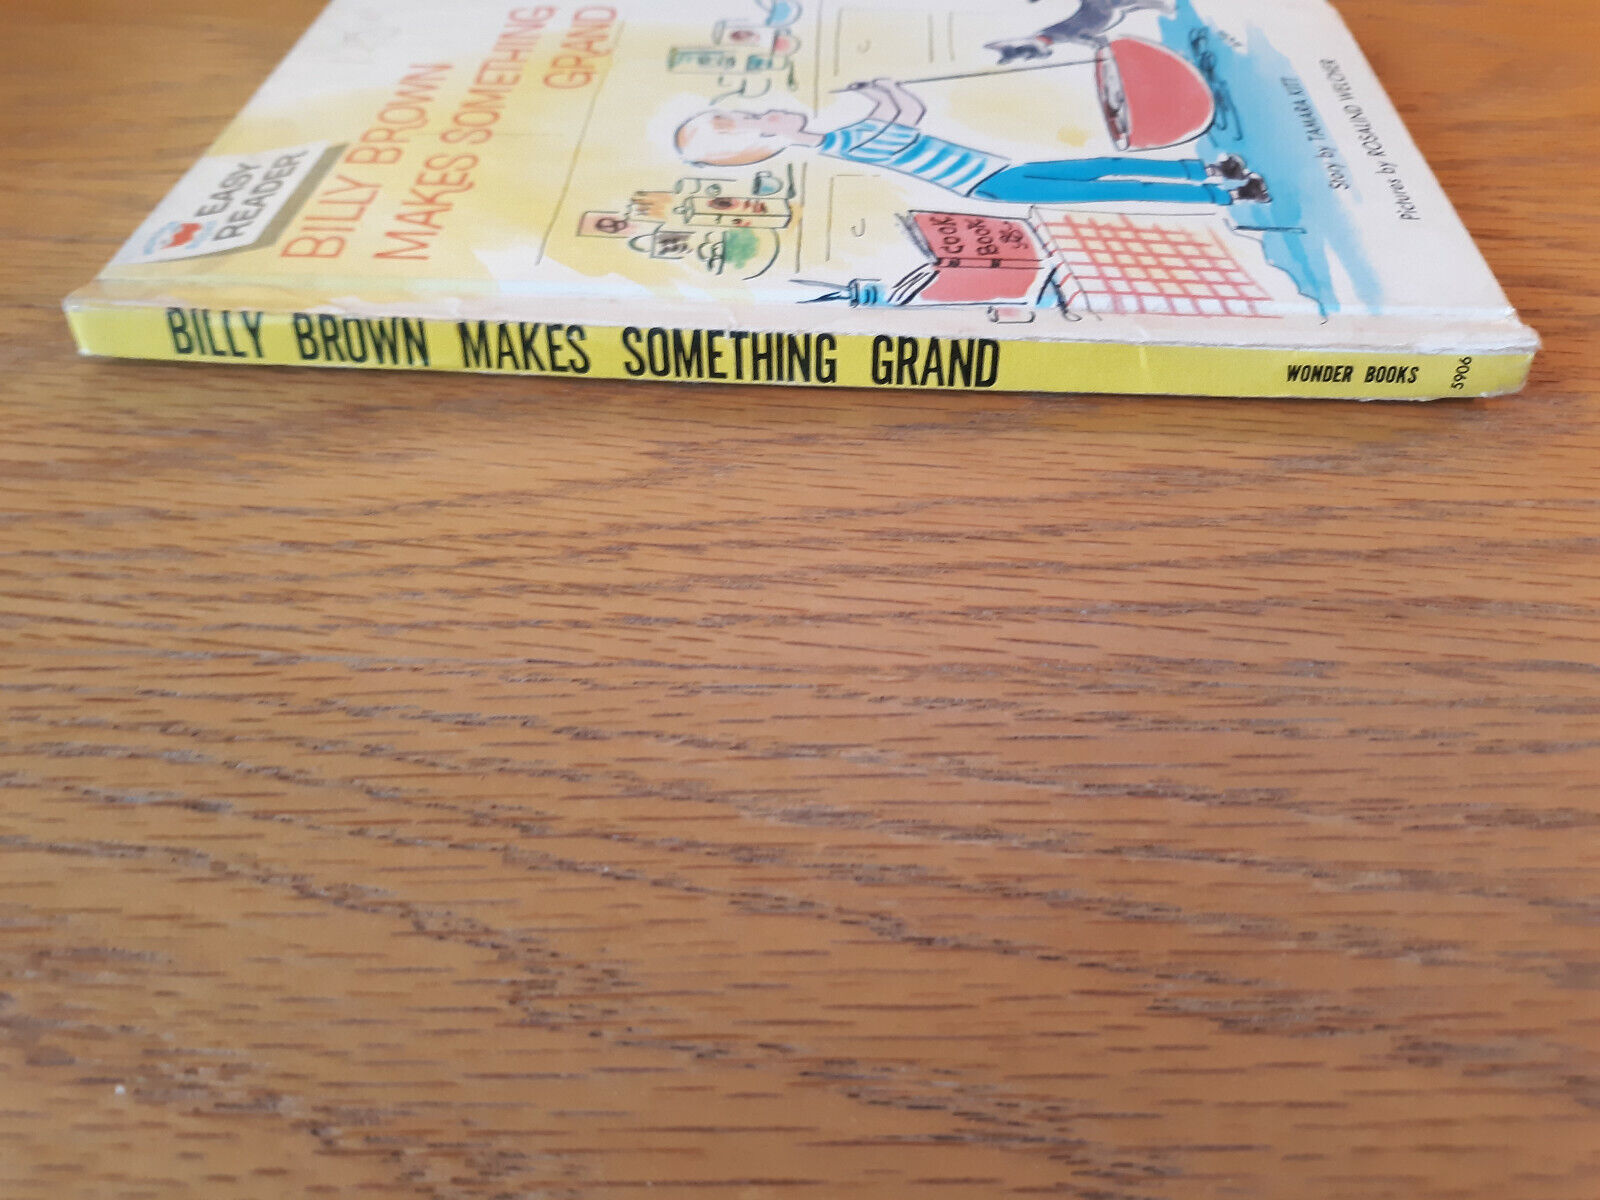 EASY
READER
BILLY BROWN
MAKES SOMETHING
GRAND
COOK
BOOK
Story by TAMARA KITT
Pictures by ROSALIND WELCHER
BILLY BROWN MAKES SOMETHING GRAND
WONDER BOOKS
5906